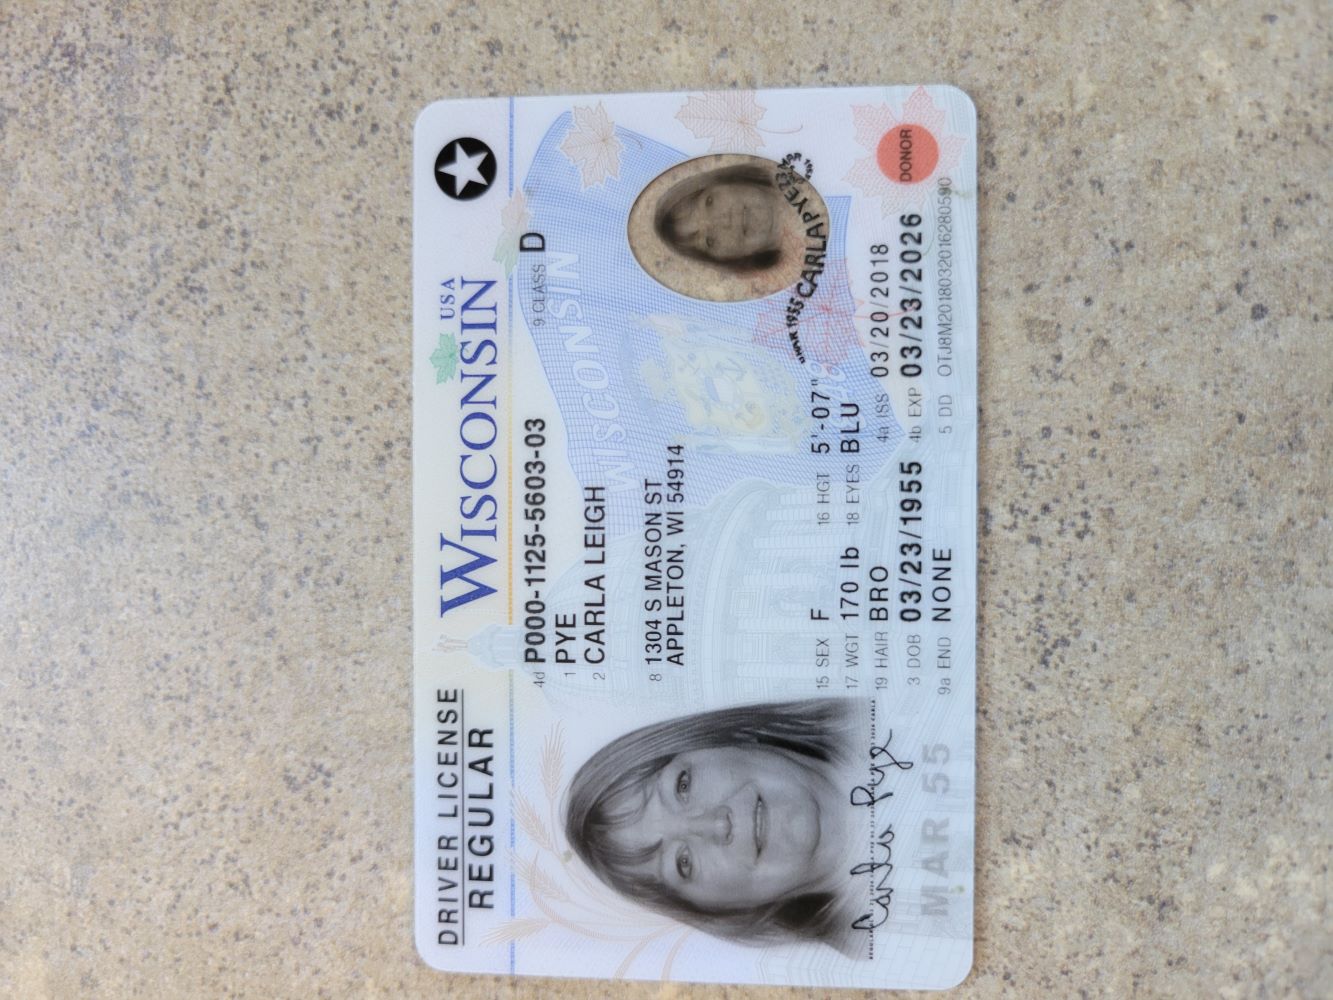 DRIVER LICENSE
REGULAR
WISCONSIN
USA
4d P000-1125-5603-03
9 CLASS D
1 PYE
2 CARLA LEIGH
8 1304 S MASON ST
APPLETON, WI 54914
WISCONSIN
15 SEX F
16 HGT 5'-07"
17 WGT 170 lb
18 EYES BLU
19 HAIR BRO
4a ISS 03/20/2018
3 DOB 03/23/1955
4b EXP 03/23/2026
9a END NONE
5 DD OTJ8M2018032016280590
Carla Pye
MAR 55
CARLAPYE
DONOR